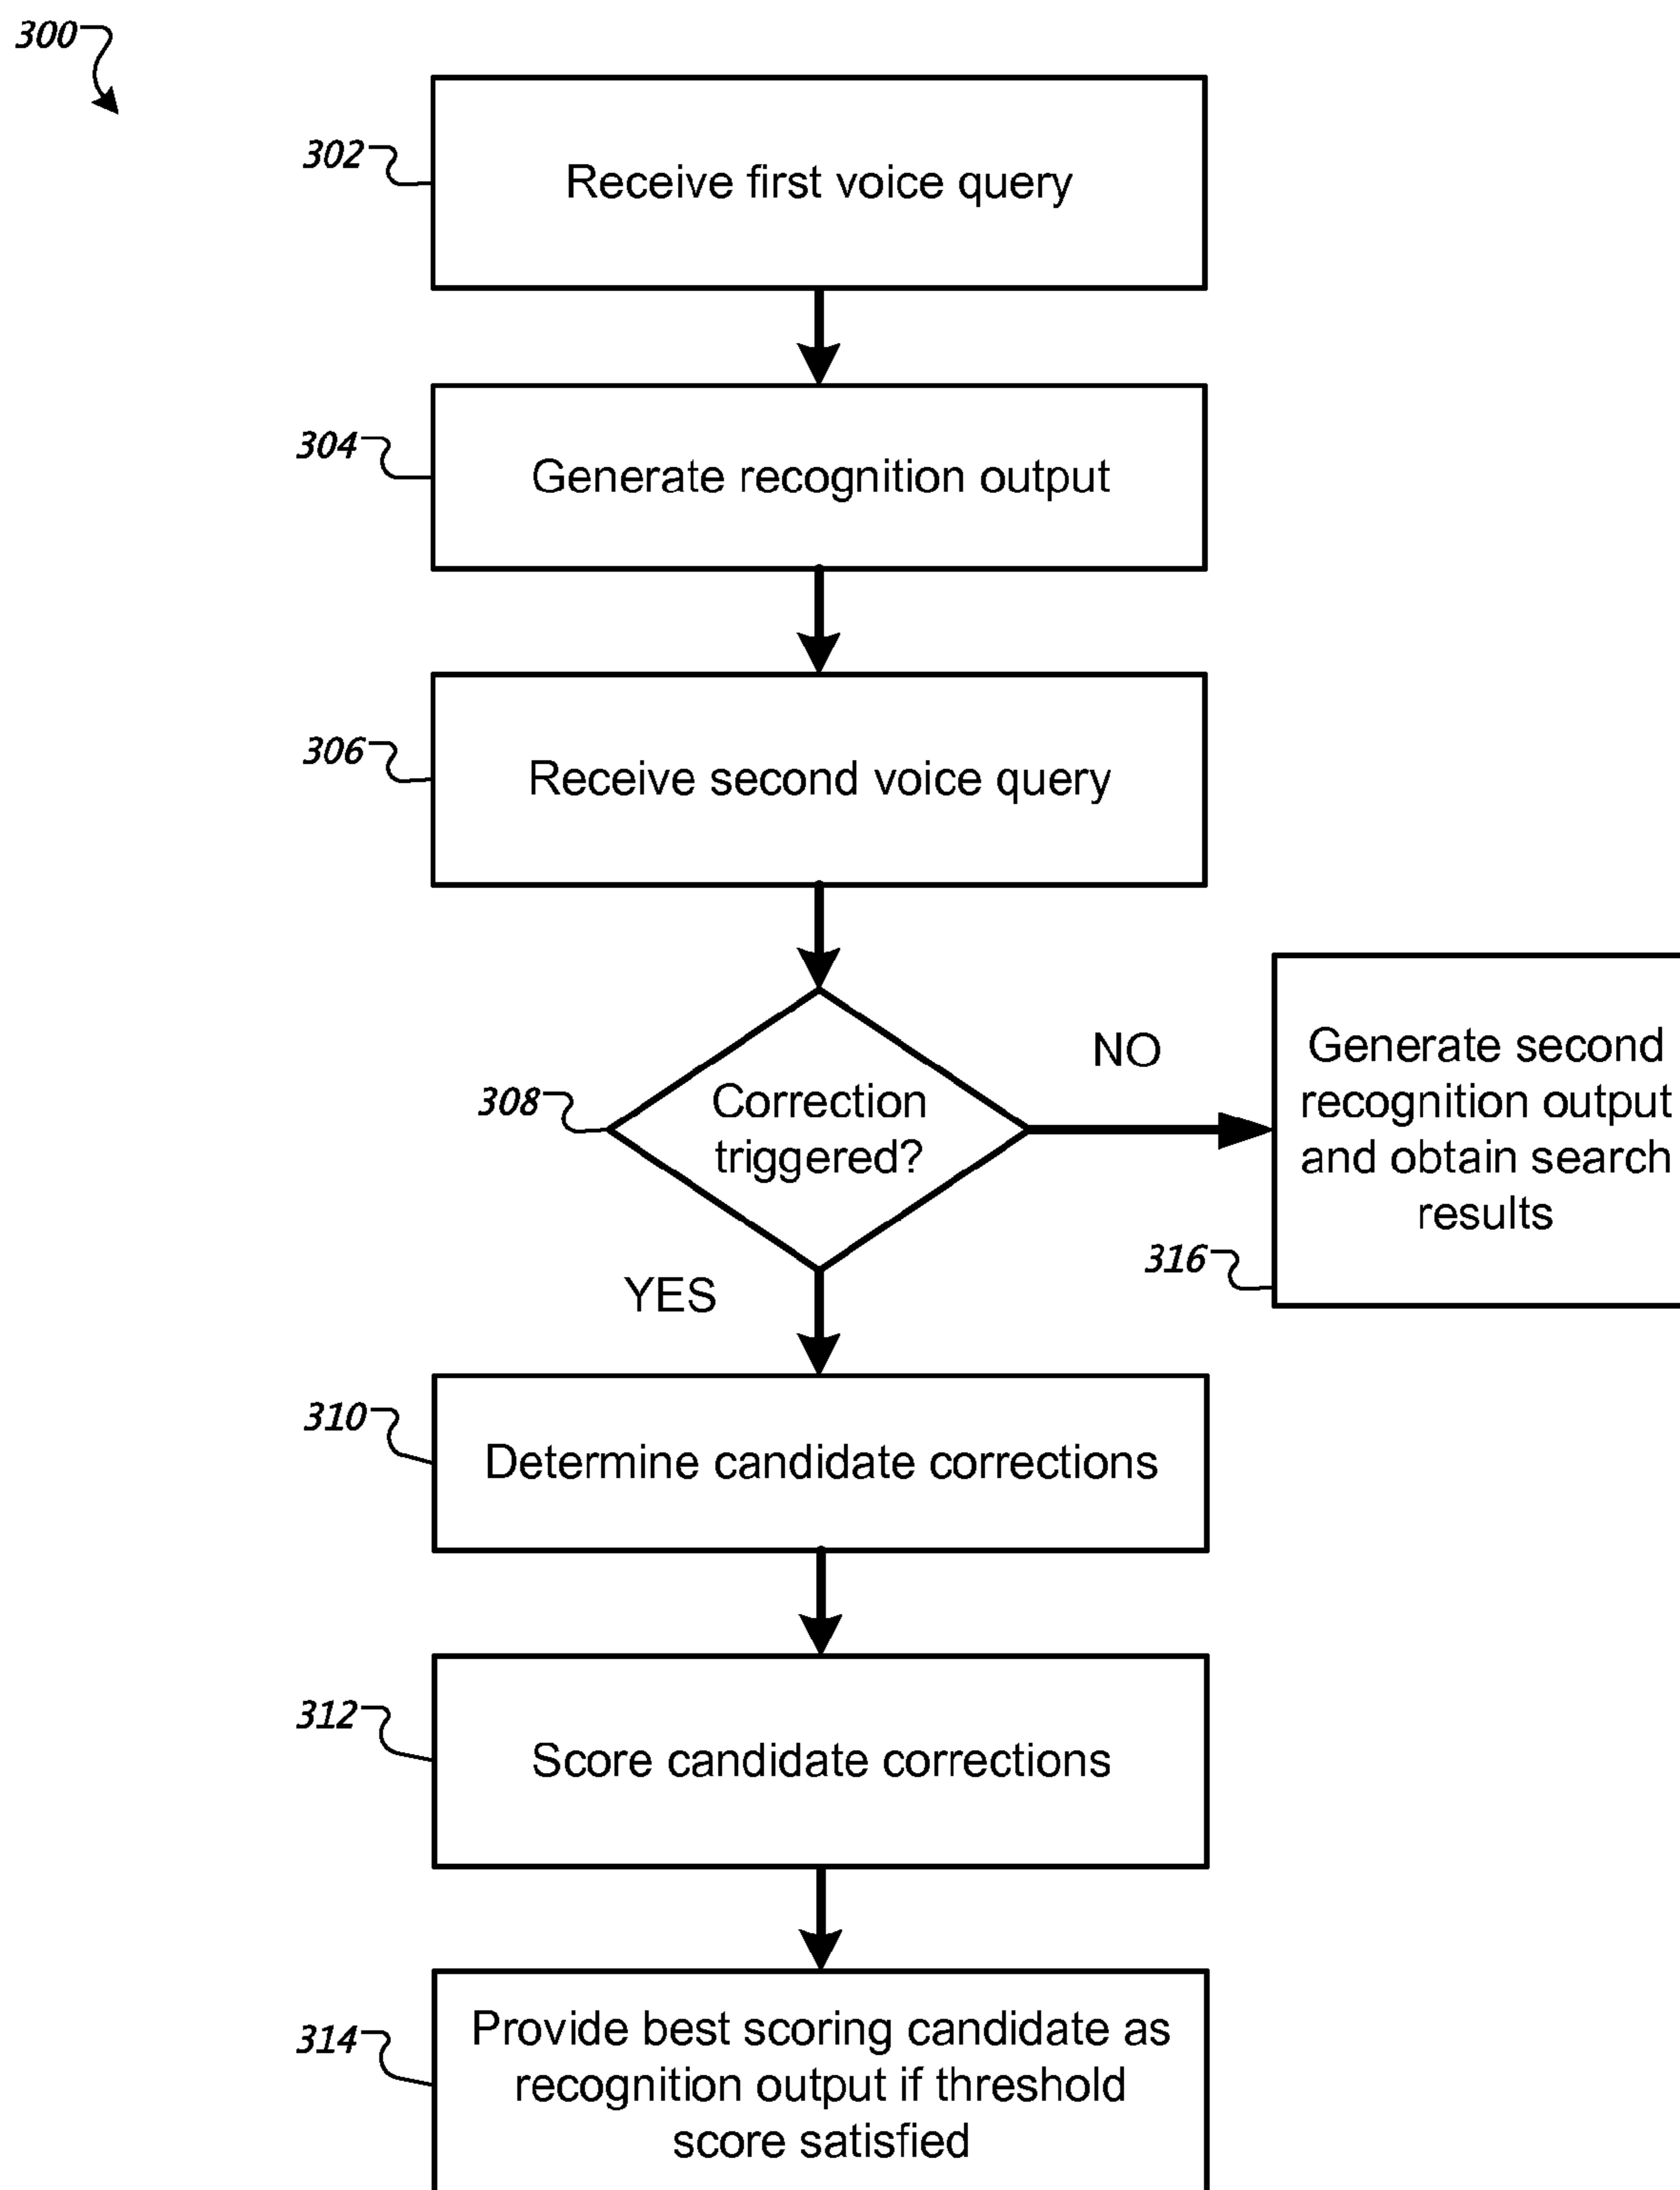 300
302
Receive first voice query
304
Generate recognition output
306
Receive second voice query
308
Correction
triggered?
NO
Generate second
recognition output
and obtain search
results
316
YES
310
Determine candidate corrections
312
Score candidate corrections
314
Provide best scoring candidate as
recognition output if threshold
score satisfied